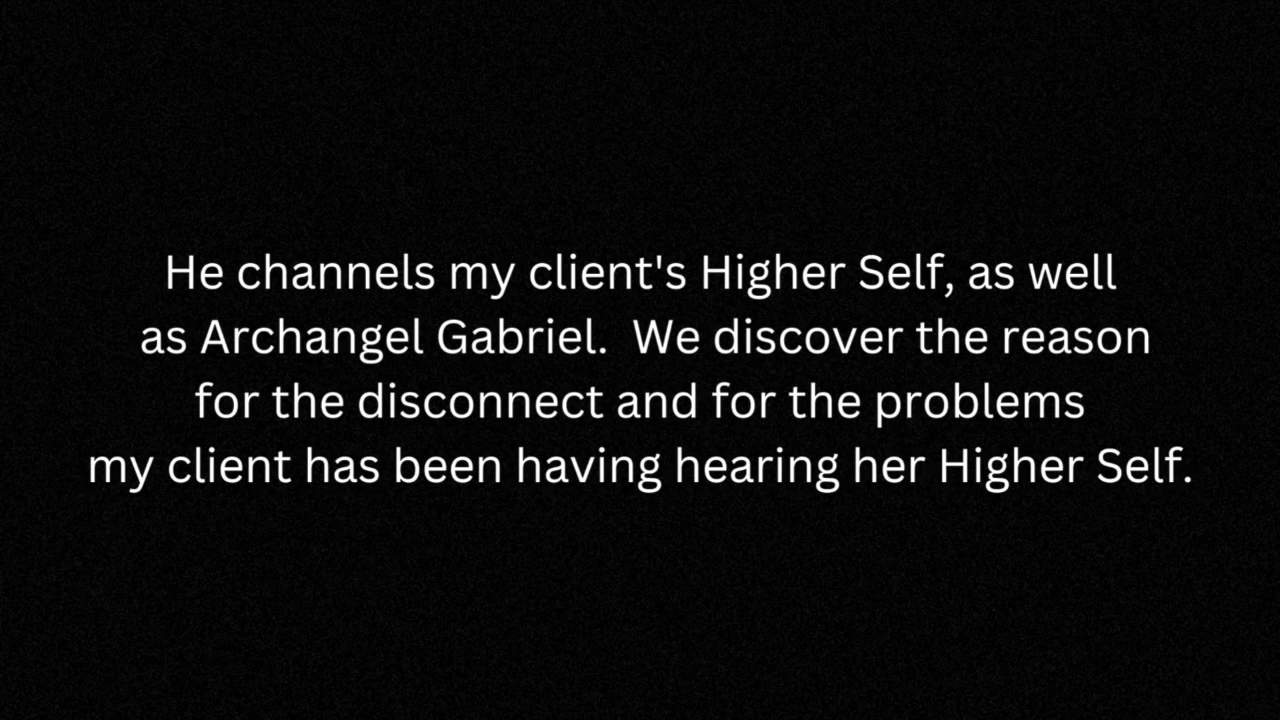 He channels my client's Higher Self, as well
as Archangel Gabriel.  We discover the reason
for the disconnect and for the problems
my client has been having hearing her Higher Self.